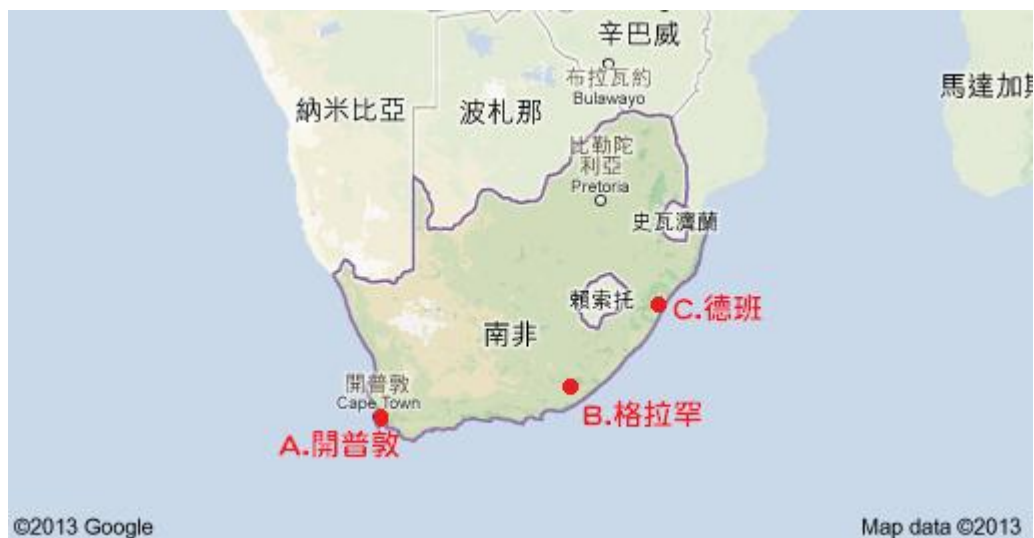 辛巴威
布拉瓦約
Bulawayo
馬達加斯
納米比亞
波札那
比勒陀
利亞
Pretoria
史瓦濟蘭
賴索托
C.德班
南非
開普敦
Cape Town
B.格拉罕
A.開普敦
©2013 Google
Map data ©2013